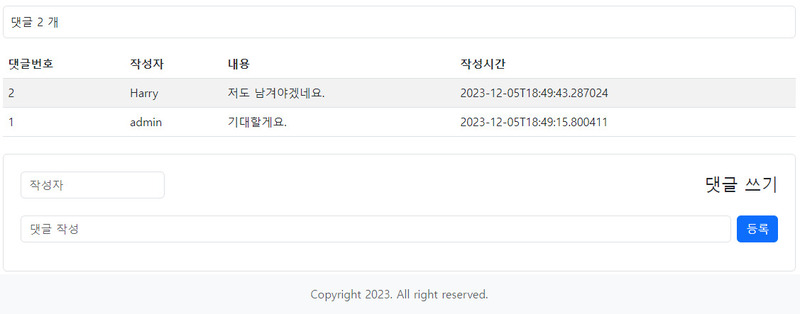 댓글 2 개
댓글번호 작성자 내용 작성시간
2 Harry 저도 남겨야겠네요. 2023-12-05T18:49:43.287024
1 admin 기대할게요. 2023-12-05T18:49:15.800411
작성자 댓글 쓰기
댓글 작성 등록
Copyright 2023. All right reserved.